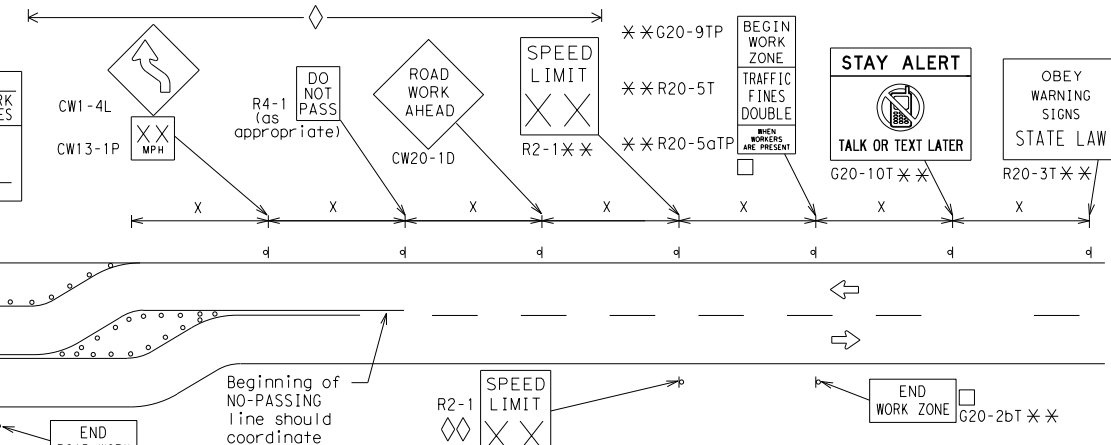 CW1-4L
X X
MPH
CW13-1P
R4-1
(as
appropriate)
DO
NOT
PASS
ROAD
WORK
AHEAD
CW20-1D
SPEED
LIMIT
X X
R2-1**
**G20-9TP
**R20-5T
**R20-5aTP
BEGIN
WORK
ZONE
TRAFFIC
FINES
DOUBLE
WHEN
WORKERS
ARE PRESENT
STAY ALERT
TALK OR TEXT LATER
G20-10T**
OBEY
WARNING
SIGNS
STATE LAW
R20-3T**
X X X X X X X
Beginning of
NO-PASSING
line should
coordinate
R2-1
SPEED
LIMIT
X X
END
WORK ZONE
G20-2bT **
END